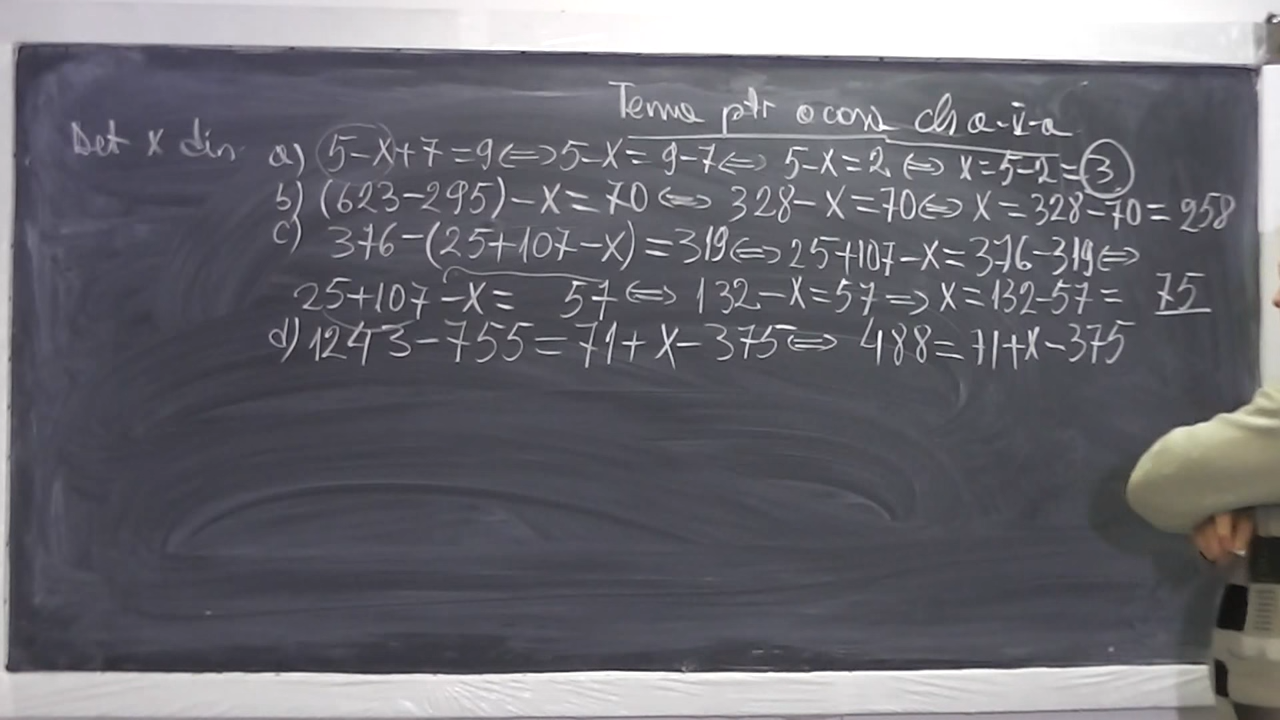 Tema ptr acasă cls a-V-a
Det x din
a) (5-x)+7=9⇔5-x=9-7⇔5-x=2⇔x=5-2=3
b) (623-295)-x=70⇔328-x=70⇔x=328-70=258
c) 376-(25+107-x)=319⇔25+107-x=376-319⇔
25+107-x= 57⇔132-x=57⇒x=132-57= 75
d) 1243-755=71+x-375⇔488=71+x-375